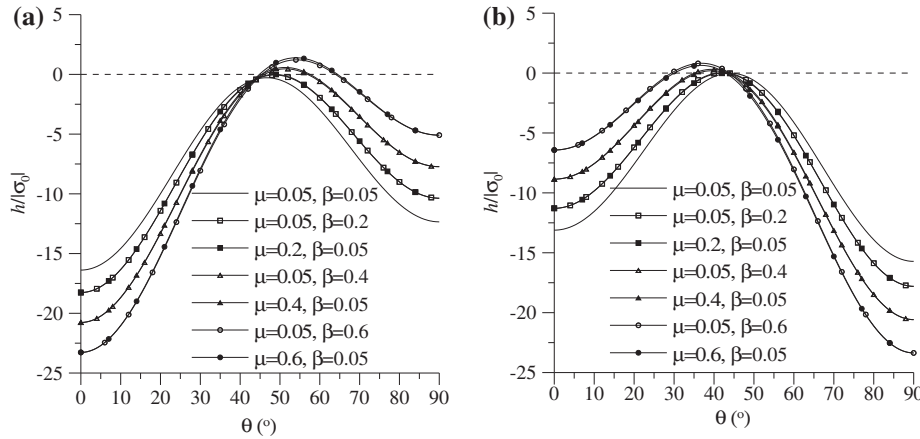 (a)
5
0
-5
-10
-15
-20
-25
h/|σ₀|
μ=0.05, β=0.05
μ=0.05, β=0.2
μ=0.2, β=0.05
μ=0.05, β=0.4
μ=0.4, β=0.05
μ=0.05, β=0.6
μ=0.6, β=0.05
0 10 20 30 40 50 60 70 80 90
θ (°)
(b)
5
0
-5
-10
-15
-20
-25
h/|σ₀|
μ=0.05, β=0.05
μ=0.05, β=0.2
μ=0.2, β=0.05
μ=0.05, β=0.4
μ=0.4, β=0.05
μ=0.05, β=0.6
μ=0.6, β=0.05
0 10 20 30 40 50 60 70 80 90
θ (°)